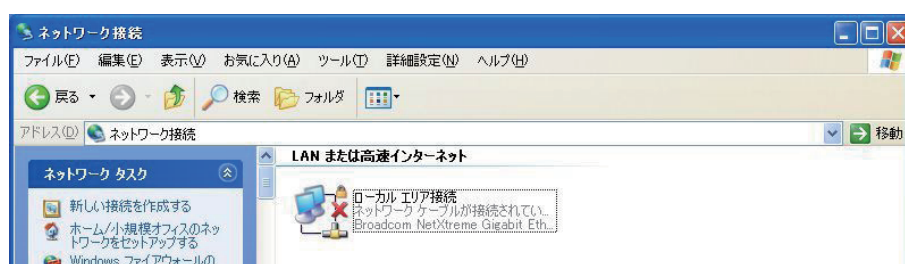 ネットワーク接続
ファイル(F) 編集(E) 表示(V) お気に入り(A) ツール(T) 詳細設定(N) ヘルプ(H)
戻る 検索 フォルダ
アドレス(D) ネットワーク接続 移動
ネットワーク タスク
新しい接続を作成する
ホーム/小規模オフィスのネッ
トワークをセットアップする
Windows ファイアウォールの
LAN または高速インターネット
ローカル エリア接続
ネットワーク ケーブルが接続されてい...
Broadcom NetXtreme Gigabit Eth...